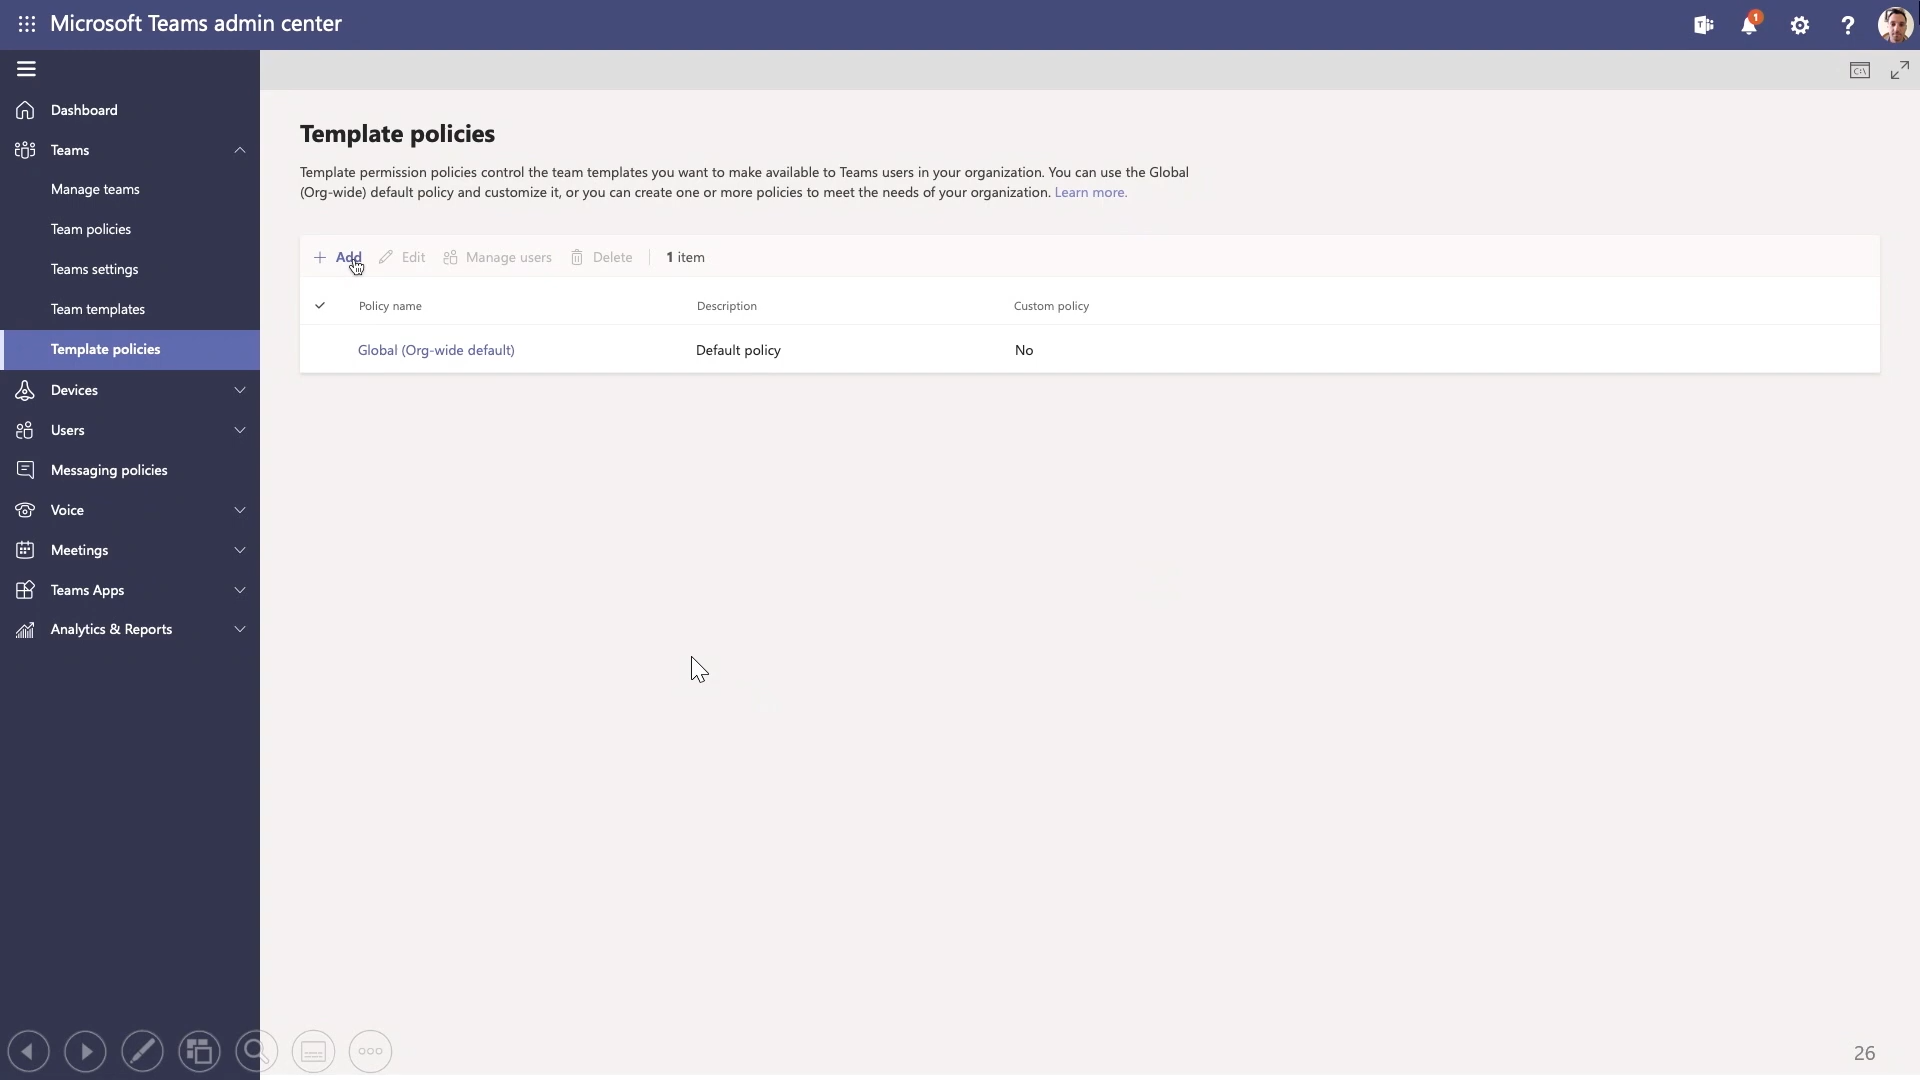 Microsoft Teams admin center
1
Dashboard
Teams
Manage teams
Team policies
Teams settings
Team templates
Template policies
Devices
Users
Messaging policies
Voice
Meetings
Teams Apps
Analytics & Reports
C:\
Template policies
Template permission policies control the team templates you want to make available to Teams users in your organization. You can use the Global
(Org-wide) default policy and customize it, or you can create one or more policies to meet the needs of your organization. Learn more.
Add Edit Manage users Delete 1 item
Policy name Description Custom policy
Global (Org-wide default) Default policy No
26